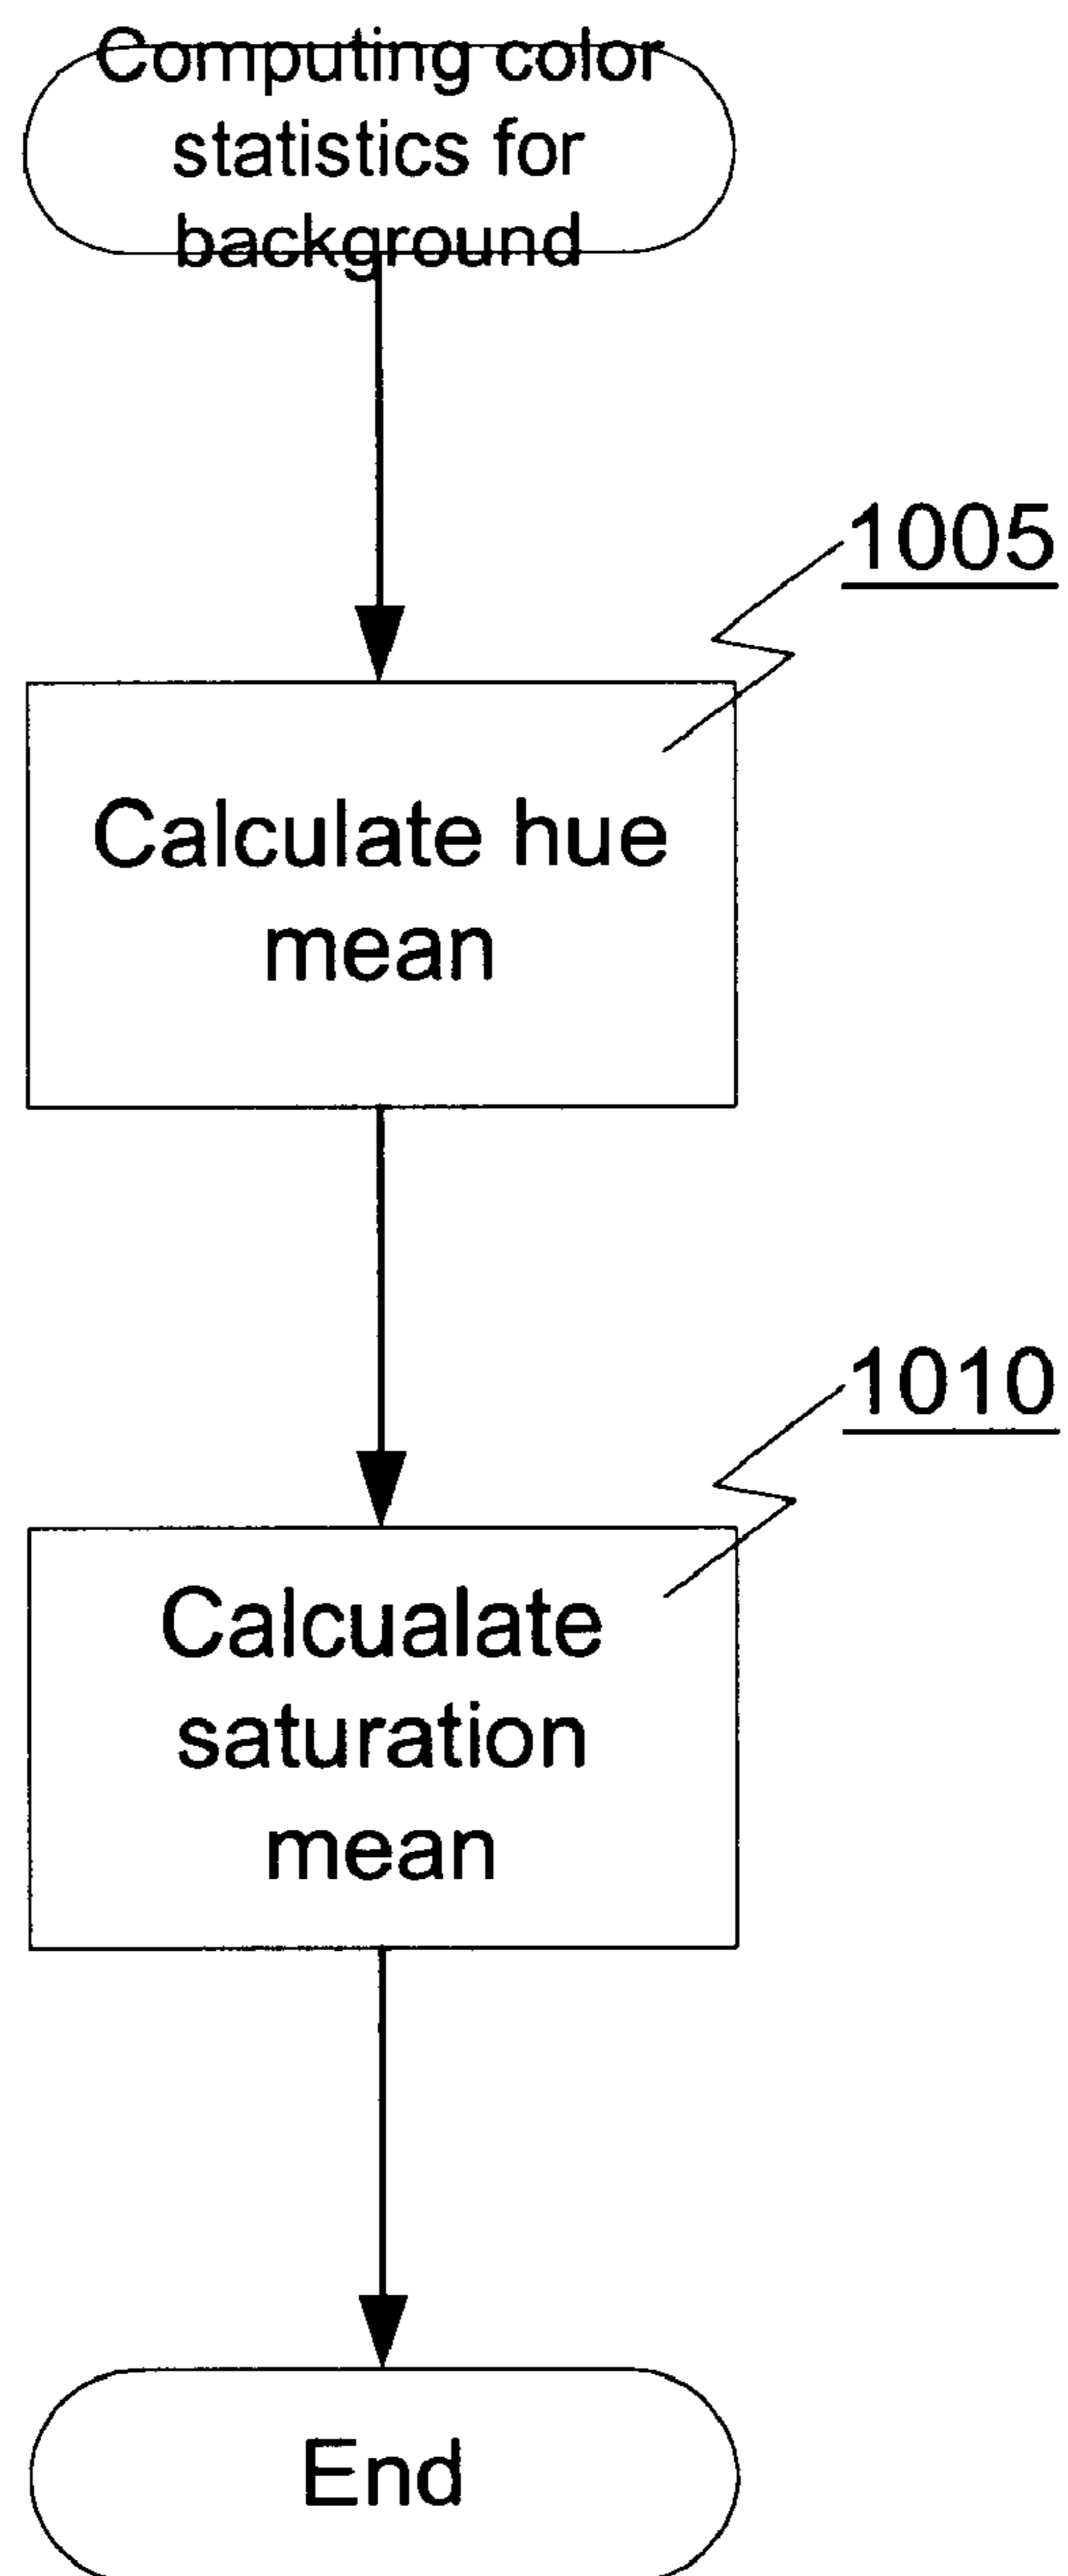 Computing color
statistics for
background
1005
Calculate hue
mean
1010
Calcualate
saturation
mean
End